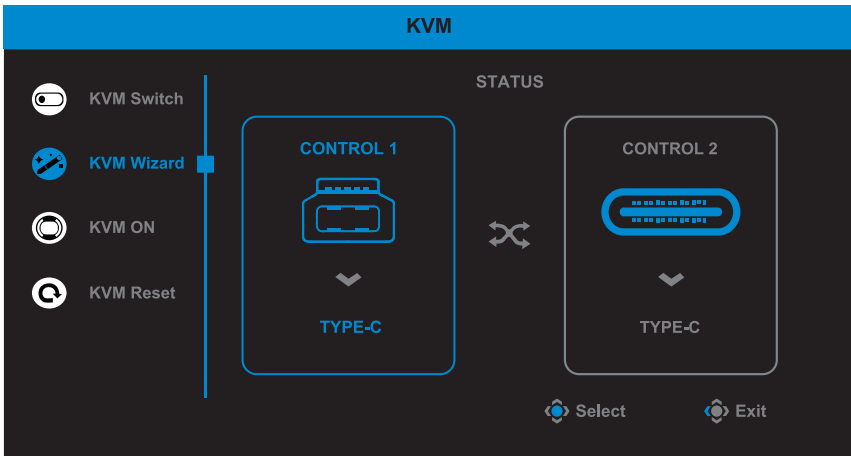 KVM
STATUS
KVM Switch
KVM Wizard
KVM ON
KVM Reset
CONTROL 1
TYPE-C
CONTROL 2
TYPE-C
Select
Exit